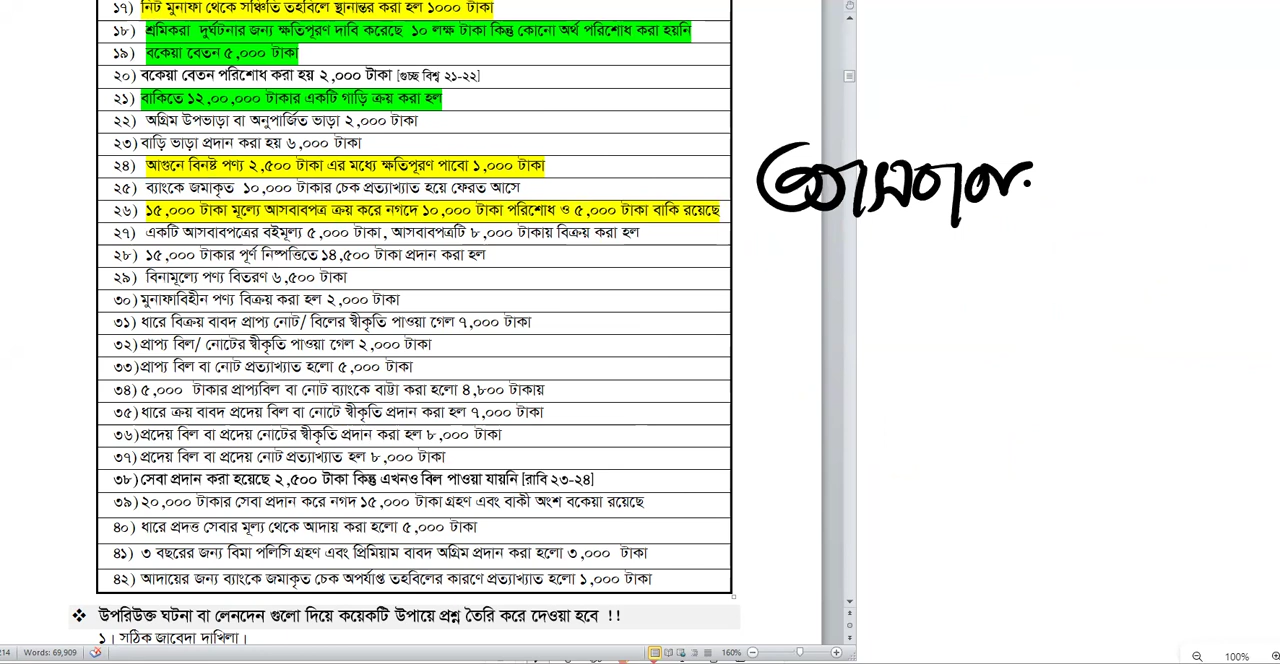 ১৭) নিট মুনাফা থেকে সঞ্চিতি তহবিলে স্থানান্তর করা হল ১০০০ টাকা
১৮) শ্রমিকরা দুর্ঘটনার জন্য ক্ষতিপূরণ দাবি করেছে ১০ লক্ষ টাকা কিন্তু কোনো অর্থ পরিশোধ করা হয়নি
১৯) বকেয়া বেতন ৫,০০০ টাকা
২০) বকেয়া বেতন পরিশোধ করা হয় ২,০০০ টাকা [গুচ্ছ বিশ্ব ২১-২২]
২১) বাকিতে ১২,০০,০০০ টাকার একটি গাড়ি ক্রয় করা হল
২২) অগ্রিম উপভাড়া বা অনুপার্জিত ভাড়া ২,০০০ টাকা
২৩) বাড়ি ভাড়া প্রদান করা হয় ৬,০০০ টাকা
২৪) আগুনে বিনষ্ট পণ্য ২,৫০০ টাকা এর মধ্যে ক্ষতিপূরণ পাবো ১,০০০ টাকা
২৫) ব্যাংকে জমাকৃত ১০,০০০ টাকার চেক প্রত্যাখ্যাত হয়ে ফেরত আসে
২৬) ১৫,০০০ টাকা মূল্যে আসবাবপত্র ক্রয় করে নগদে ১০,০০০ টাকা পরিশোধ ও ৫,০০০ টাকা বাকি রয়েছে
২৭) একটি আসবাবপত্রের বইমূল্য ৫,০০০ টাকা, আসবাবপত্রটি ৮,০০০ টাকায় বিক্রয় করা হল
২৮) ১৫,০০০ টাকার পূর্ণ নিষ্পত্তিতে ১৪,৫০০ টাকা প্রদান করা হল
২৯) বিনামূল্যে পণ্য বিতরণ ৬,৫০০ টাকা
৩০) মুনাফাবিহীন পণ্য বিক্রয় করা হল ২,০০০ টাকা
৩১) ধারে বিক্রয় বাবদ প্রাপ্য নোট/ বিলের স্বীকৃতি পাওয়া গেল ৭,০০০ টাকা
৩২) প্রাপ্য বিল/ নোটের স্বীকৃতি পাওয়া গেল ২,০০০ টাকা
৩৩) প্রাপ্য বিল বা নোট প্রত্যাখ্যাত হলো ৫,০০০ টাকা
৩৪) ৫,০০০ টাকার প্রাপ্যবিল বা নোট ব্যাংকে বাট্টা করা হলো ৪,৮০০ টাকায়
৩৫) ধারে ক্রয় বাবদ প্রদেয় বিল বা নোটে স্বীকৃতি প্রদান করা হল ৭,০০০ টাকা
৩৬) প্রদেয় বিল বা প্রদেয় নোটের স্বীকৃতি প্রদান করা হল ৮,০০০ টাকা
৩৭) প্রদেয় বিল বা প্রদেয় নোট প্রত্যাখ্যাত হল ৮,০০০ টাকা
৩৮) সেবা প্রদান করা হয়েছে ২,৫০০ টাকা কিন্তু এখনও বিল পাওয়া যায়নি [রাবি ২৩-২৪]
৩৯) ২০,০০০ টাকার সেবা প্রদান করে নগদ ১৫,০০০ টাকা গ্রহণ এবং বাকী অংশ বকেয়া রয়েছে
৪০) ধারে প্রদত্ত সেবার মূল্য থেকে আদায় করা হলো ৫,০০০ টাকা
৪১) ৩ বছরের জন্য বিমা পলিসি গ্রহণ এবং প্রিমিয়াম বাবদ অগ্রিম প্রদান করা হলো ৩,০০০ টাকা
৪২) আদায়ের জন্য ব্যাংকে জমাকৃত চেক অপর্যাপ্ত তহবিলের কারণে প্রত্যাখ্যাত হলো ১,০০০ টাকা
❖ উপরিউক্ত ঘটনা বা লেনদেন গুলো দিয়ে কয়েকটি উপায়ে প্রশ্ন তৈরি করে দেওয়া হবে !!
১। সঠিক জাবেদা দাখিলা।
214 Words: 69,909 160%
100%